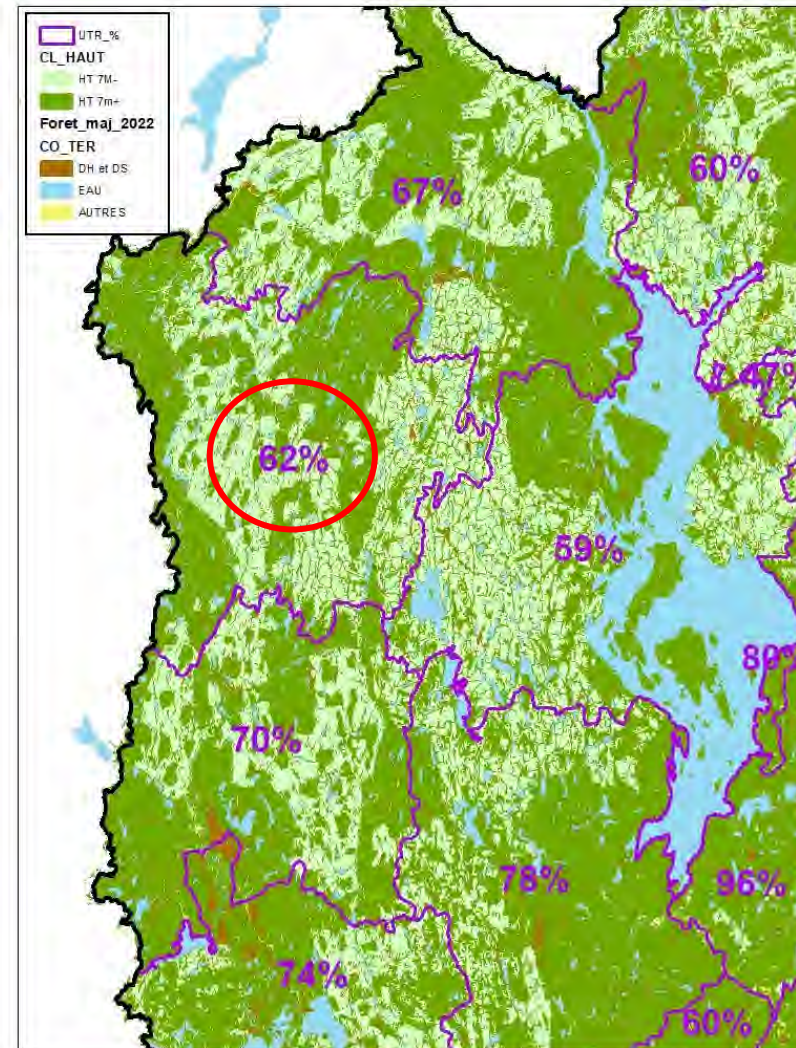 UTR_%
CL_HAUT
HT 7M-
HT 7m+
Foret_maj_2022
CO_TER
DH et DS
EAU
AUTRES
67%
60%
47%
62%
59%
80%
70%
78%
96%
74%
60%